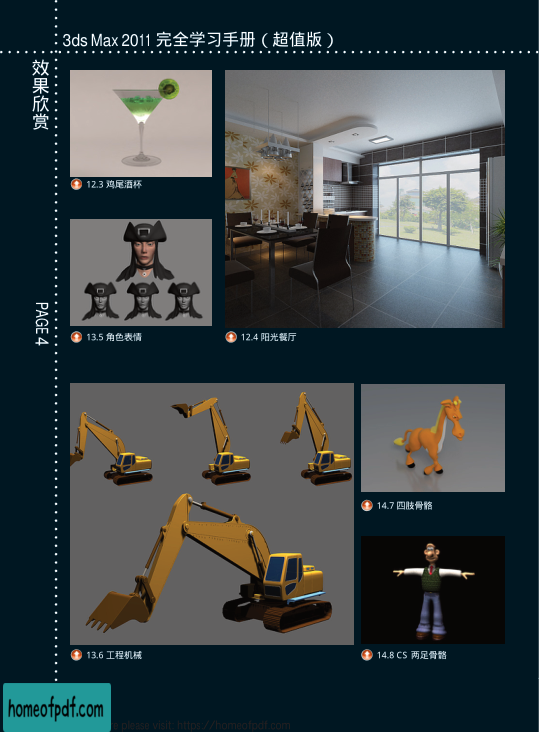 3ds Max 2011 完全学习手册（超值版）
效果欣赏
PAGE 4
12.3 鸡尾酒杯
13.5 角色表情
12.4 阳光餐厅
14.7 四肢骨骼
13.6 工程机械
14.8 CS 两足骨骼
homeofpdf.com
please visit: https://homeofpdf.com